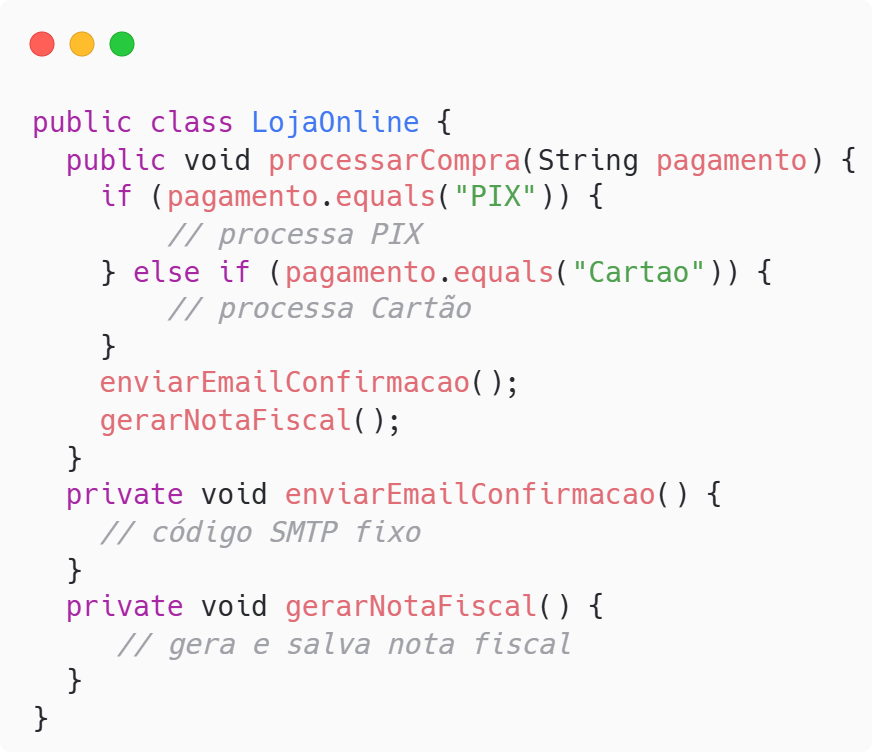 public class LojaOnline {
  public void processarCompra(String pagamento) {
    if (pagamento.equals("PIX")) {
        // processa PIX
    } else if (pagamento.equals("Cartao")) {
        // processa Cartão
    }
    enviarEmailConfirmacao();
    gerarNotaFiscal();
  }
  private void enviarEmailConfirmacao() {
    // código SMTP fixo
  }
  private void gerarNotaFiscal() {
     // gera e salva nota fiscal
  }
}